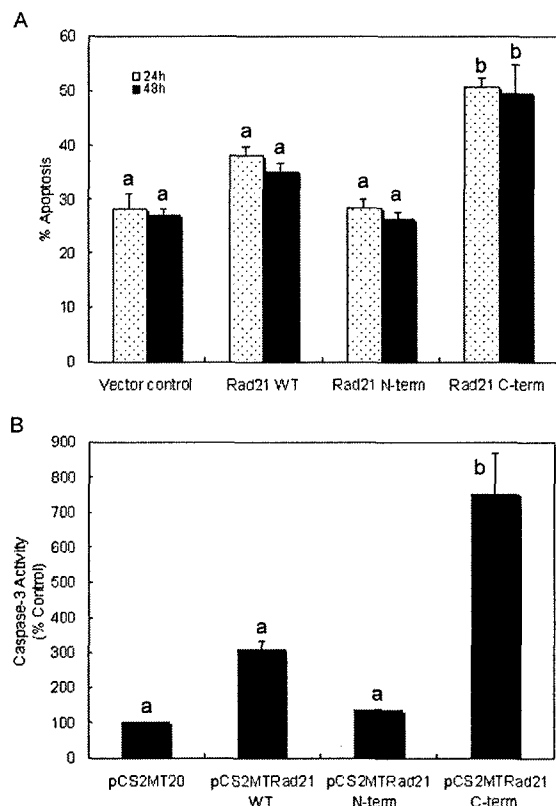 A
60
50
40
30
20
10
0
% Apoptosis
24h
48h
a a
a a
a a
b b
Vector control Rad21 WT Rad21 N-term Rad21 C-term
B
900
800
700
600
500
400
300
200
100
0
Caspase-3 Activity
(% Control)
a
a
a
b
pCS2MT20 pCS2MTRad21 pCS2MTRad21 pCS2MTRad21
WT N-term C-term